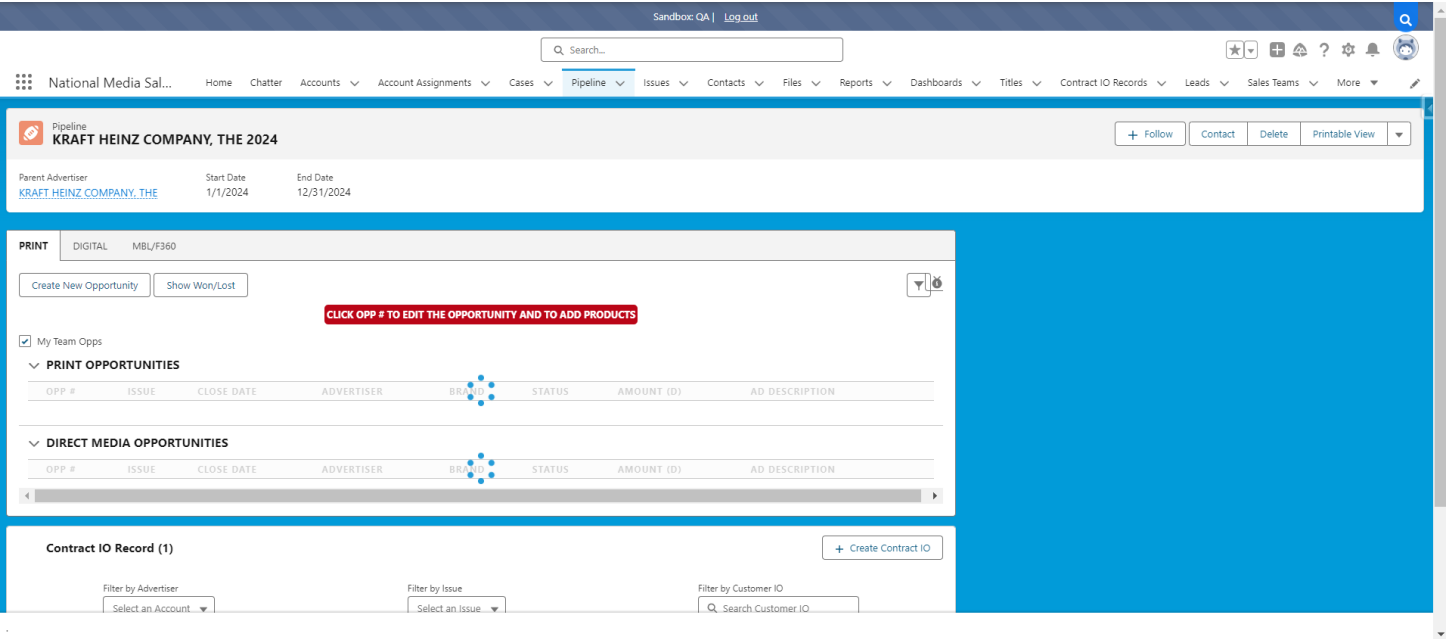 Sandbox: QA | Log out
Search...
National Media Sal...
Home Chatter Accounts Account Assignments Cases Pipeline Issues Contacts Files Reports Dashboards Titles Contract IO Records Leads Sales Teams More
Pipeline
KRAFT HEINZ COMPANY, THE 2024
+ Follow Contact Delete Printable View
Parent Advertiser Start Date End Date
KRAFT HEINZ COMPANY, THE 1/1/2024 12/31/2024
PRINT DIGITAL MBL/F360
Create New Opportunity Show Won/Lost
CLICK OPP # TO EDIT THE OPPORTUNITY AND TO ADD PRODUCTS
My Team Opps
PRINT OPPORTUNITIES
OPP # ISSUE CLOSE DATE ADVERTISER BRAND STATUS AMOUNT (D) AD DESCRIPTION
DIRECT MEDIA OPPORTUNITIES
OPP # ISSUE CLOSE DATE ADVERTISER BRAND STATUS AMOUNT (D) AD DESCRIPTION
Contract IO Record (1)
+ Create Contract IO
Filter by Advertiser Filter by Issue Filter by Customer IO
Select an Account Select an Issue Search Customer IO